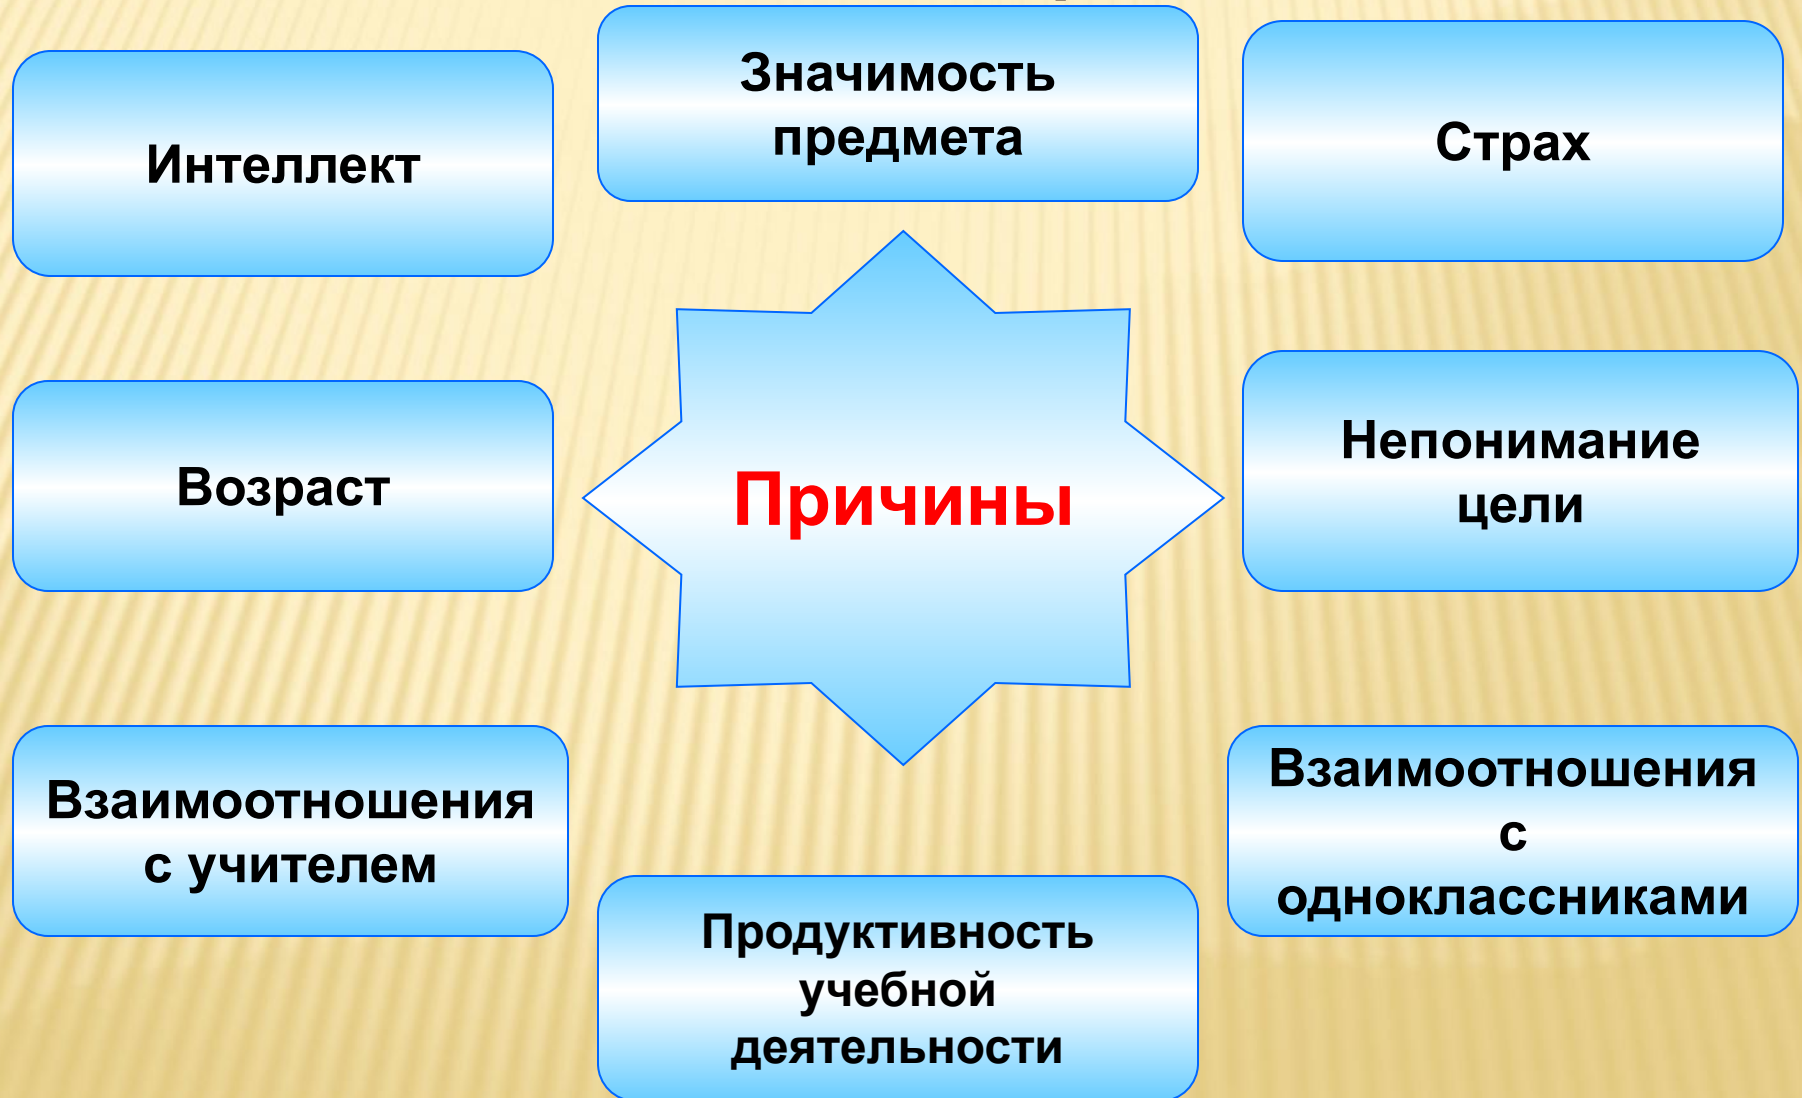 Значимость
предмета
Интеллект
Страх
Возраст
Причины
Непонимание
цели
Взаимоотношения
с учителем
Взаимоотношения
с
одноклассниками
Продуктивность
учебной
деятельности